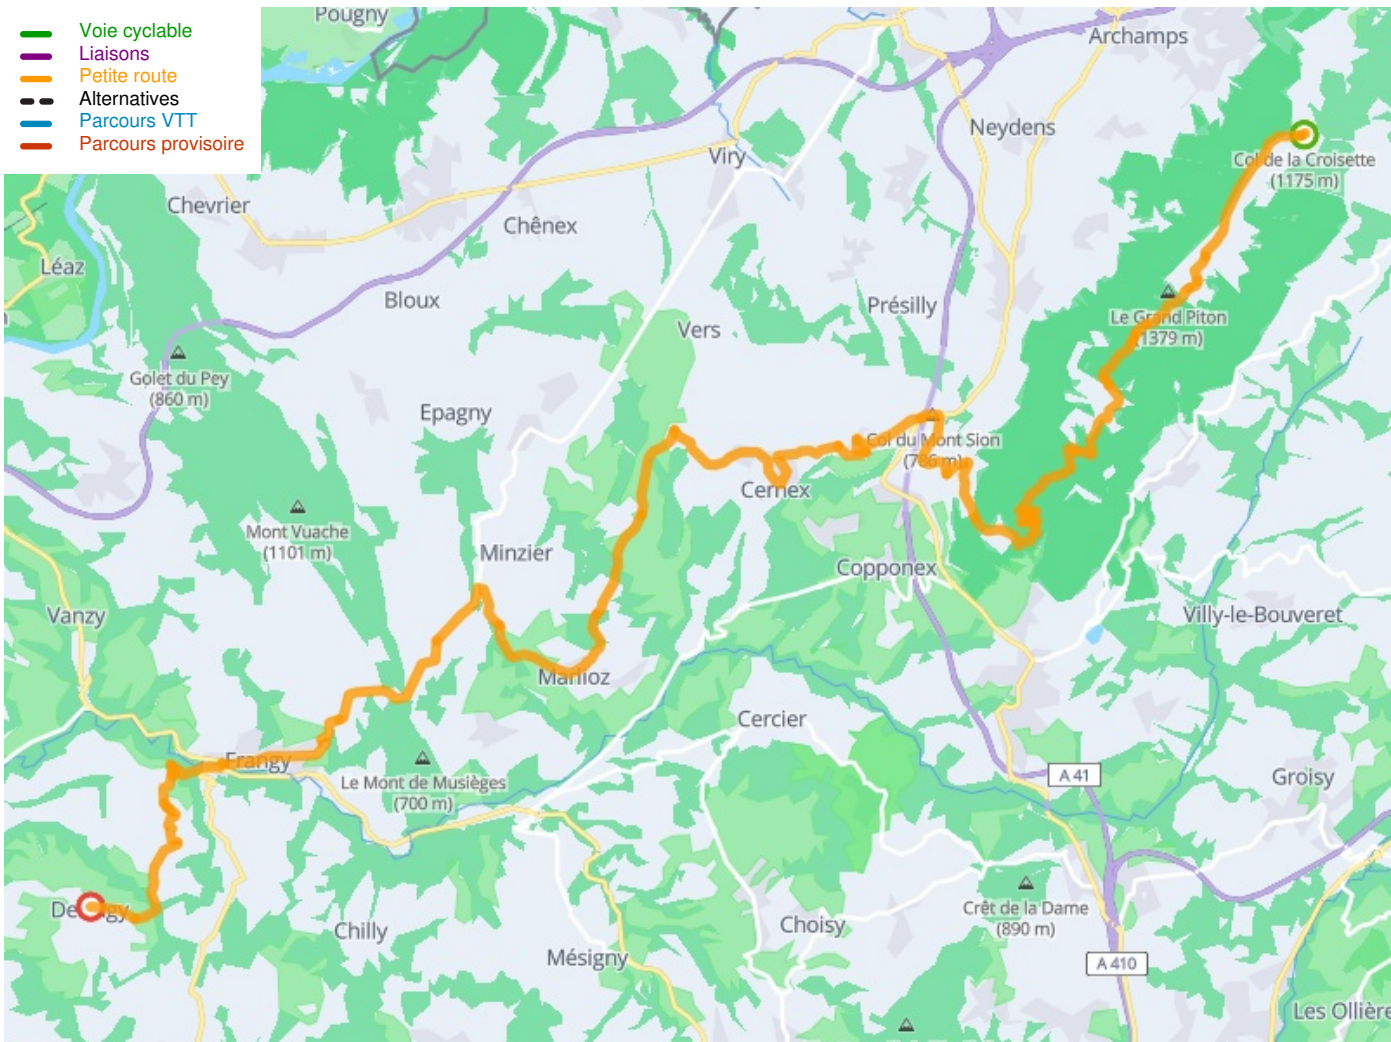 Voie cyclable
Liaisons
Petite route
Alternatives
Parcours VTT
Parcours provisoire
Pougny
Archamps
Neydens
Viry
Col de la Croisette
(1175 m)
Chevrier
Chênex
Léaz
Bloux
Présilly
Vers
Le Grand Piton
(1379 m)
Golet du Pey
(860 m)
Epagny
Col du Mont Sion
(786 m)
Cernex
Mont Vuache
(1101 m)
Minzier
Copponex
Vanzy
Villy-le-Bouveret
Marlioz
Cercier
Frangy
Le Mont de Musièges
(700 m)
A 41
Groisy
Crêt de la Dame
(890 m)
Choisy
Chilly
Mésigny
A 410
Les Ollière